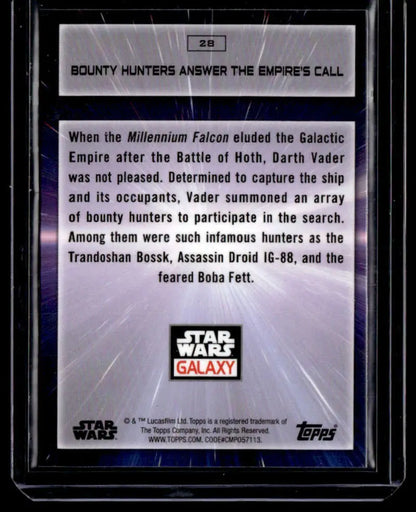 28
BOUNTY HUNTERS ANSWER THE EMPIRE'S CALL
When the Millennium Falcon eluded the Galactic
Empire after the Battle of Hoth, Darth Vader
was not pleased. Determined to capture the ship
and its occupants, Vader summoned an array
of bounty hunters to participate in the search.
Among them were such infamous hunters as the
Trandoshan Bossk, Assassin Droid IG-88, and the
feared Boba Fett.
STAR
WARS
GALAXY
STAR
WARS
© & ™ Lucasfilm Ltd. Topps is a registered trademark of
The Topps Company, Inc. All Rights Reserved.
WWW.TOPPS.COM. CODE#CMP057113.
Topps